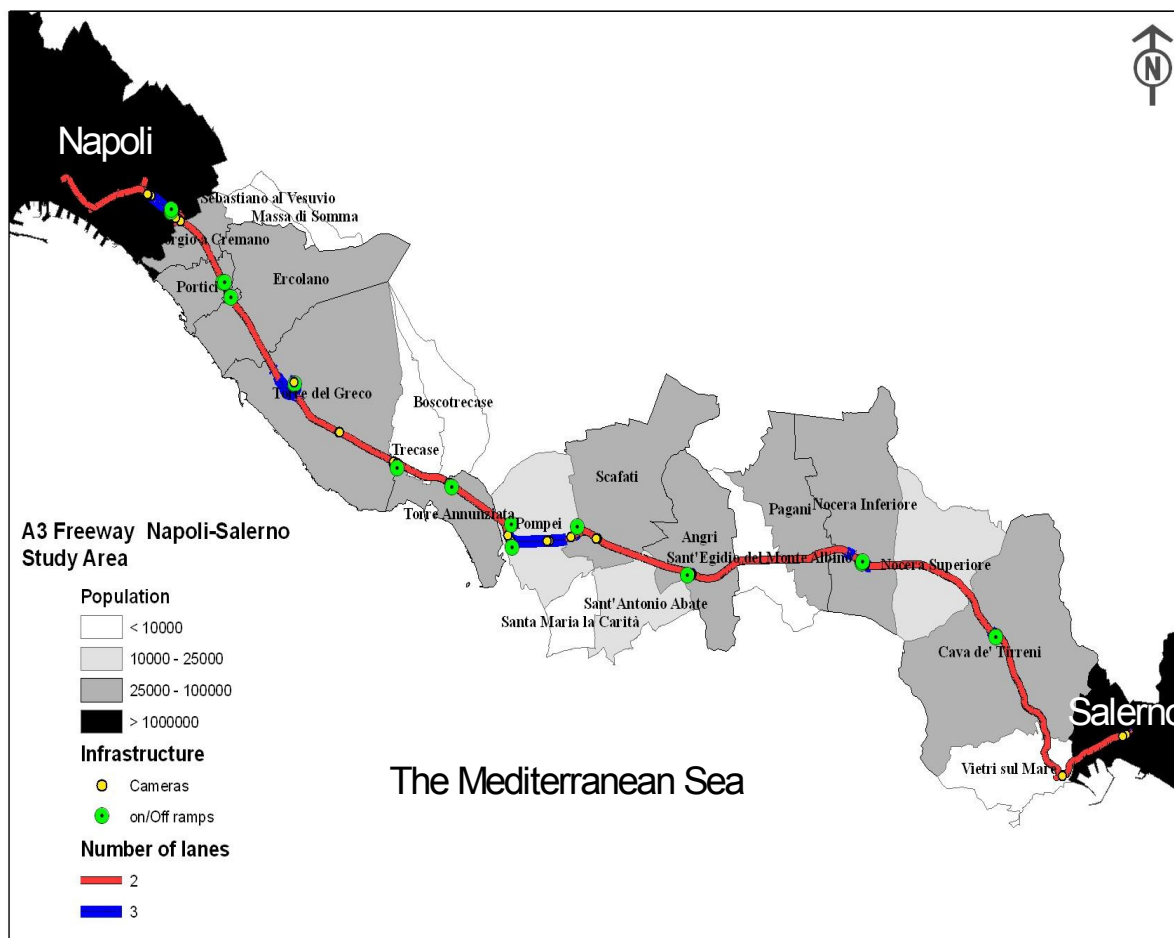 N
Napoli
Sebastiano al Vesuvio
Massa di Somma
Cremano
Ercolano
Portici
Torre del Greco
Boscotrecase
Trecase
Scafati
Torre Annunziata
Pompei
Pagani
Nocera Inferiore
Angri
Sant'Egidio del Monte Albino
Nocera Superiore
Sant'Antonio Abate
Santa Maria la Carità
Cava de' Tirreni
Salerno
Vietri sul Mare
The Mediterranean Sea
A3 Freeway Napoli-Salerno
Study Area
Population
< 10000
10000 - 25000
25000 - 100000
> 1000000
Infrastructure
Cameras
on/Off ramps
Number of lanes
2
3